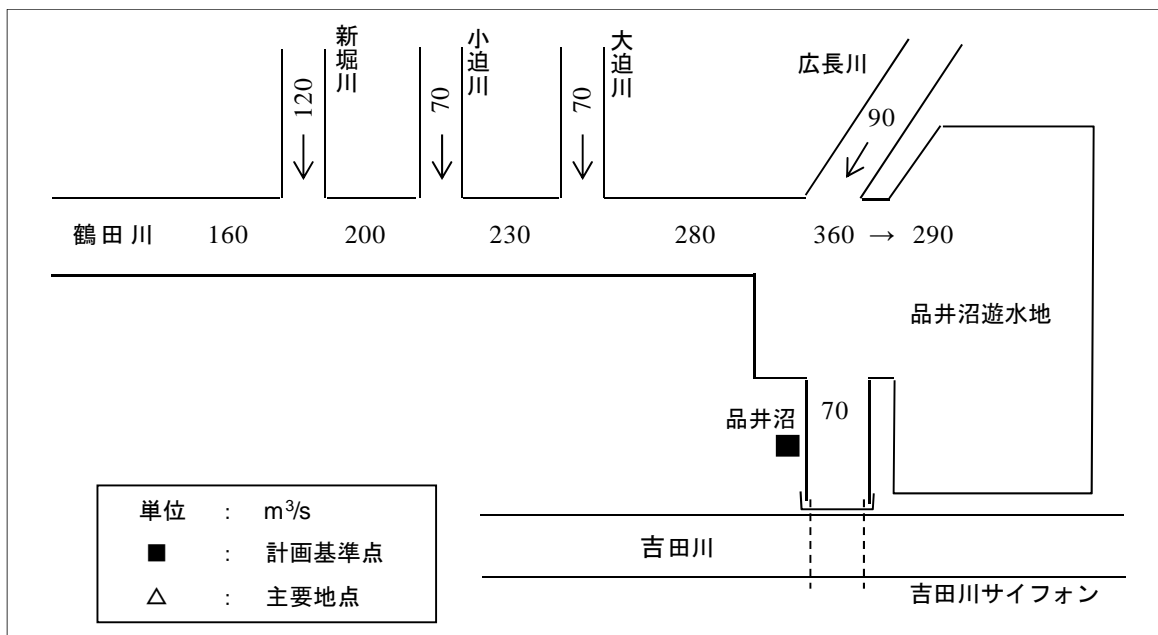 新堀川
120
小迫川
70
大迫川
70
広長川
90
鶴田川 160 200 230 280 360 → 290
品井沼遊水地
品井沼
70
単位 : m³/s
■ : 計画基準点
△ : 主要地点
吉田川
吉田川サイフォン